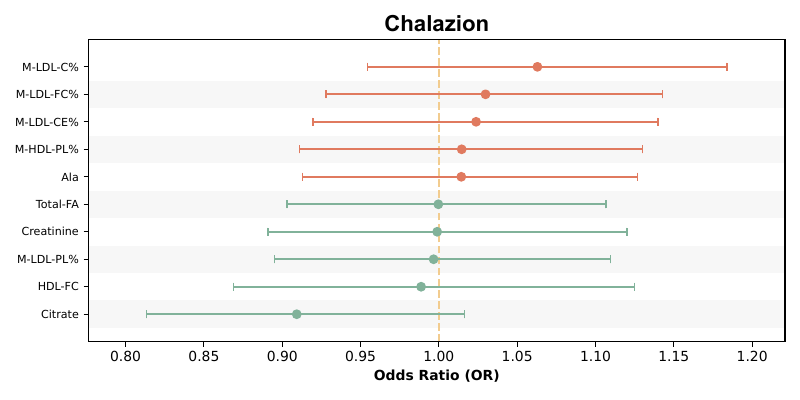 Chalazion
M-LDL-C%
M-LDL-FC%
M-LDL-CE%
M-HDL-PL%
Ala
Total-FA
Creatinine
M-LDL-PL%
HDL-FC
Citrate
0.80 0.85 0.90 0.95 1.00 1.05 1.10 1.15 1.20
Odds Ratio (OR)